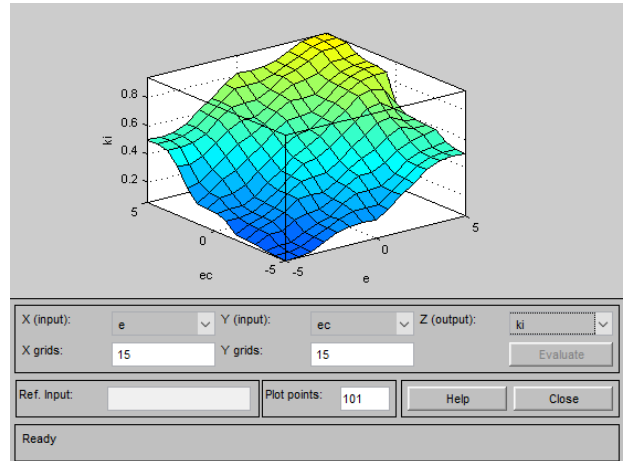 0.8
0.6
0.4
0.2
ki
5
0
-5
ec
-5
0
5
e
X (input): e Y (input): ec Z (output): ki
X grids: 15 Y grids: 15 Evaluate
Ref. Input: Plot points: 101 Help Close
Ready